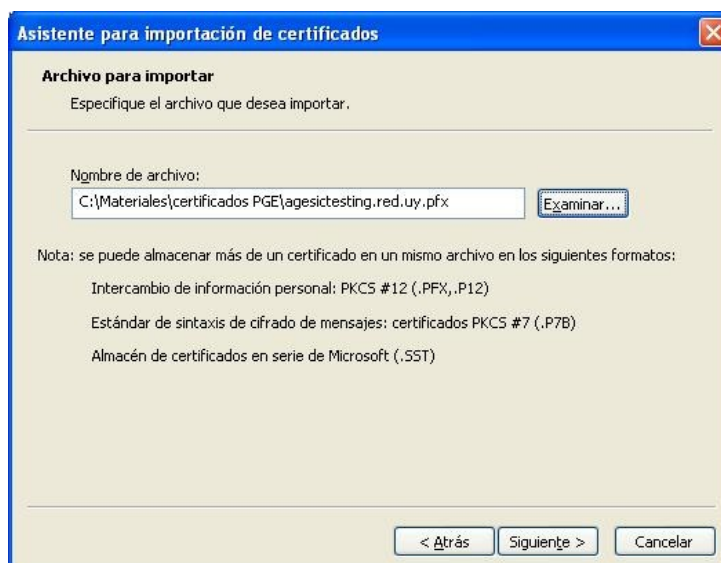 Asistente para importación de certificados
Archivo para importar
Especifique el archivo que desea importar.
Nombre de archivo:
C:\Materiales\certificados PGE\agesictesting.red.uy.pfx
Examinar...
Nota: se puede almacenar más de un certificado en un mismo archivo en los siguientes formatos:
Intercambio de información personal: PKCS #12 (.PFX,.P12)
Estándar de sintaxis de cifrado de mensajes: certificados PKCS #7 (.P7B)
Almacén de certificados en serie de Microsoft (.SST)
< Atrás Siguiente > Cancelar